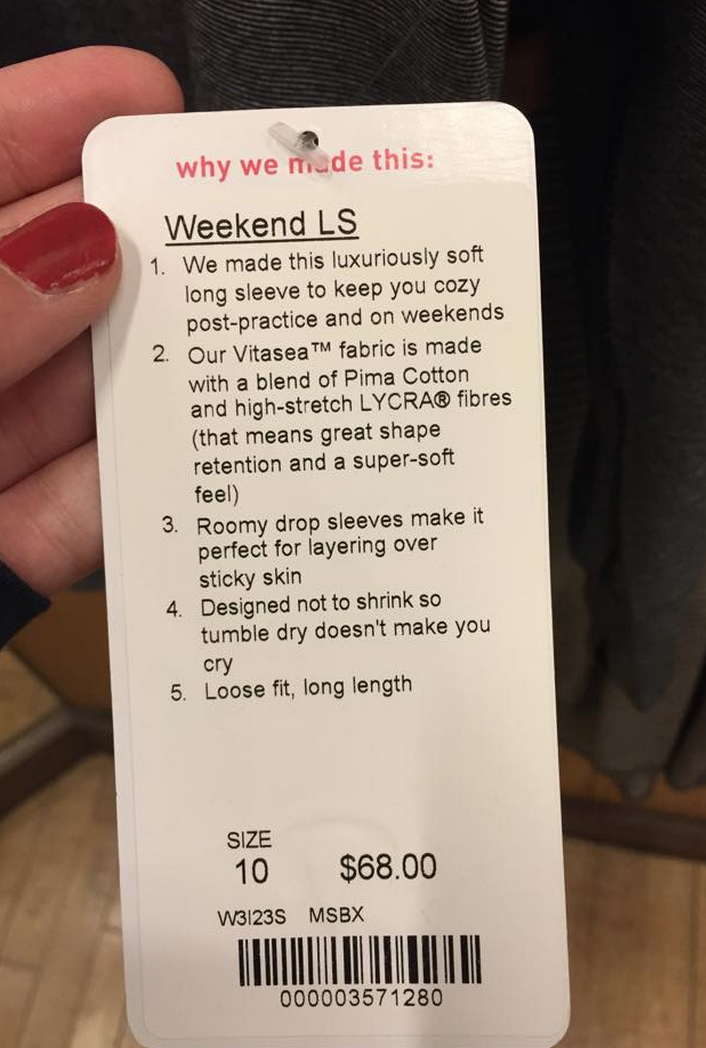 why we made this:
Weekend LS
1. We made this luxuriously soft
long sleeve to keep you cozy
post-practice and on weekends
2. Our Vitasea™ fabric is made
with a blend of Pima Cotton
and high-stretch LYCRA® fibres
(that means great shape
retention and a super-soft
feel)
3. Roomy drop sleeves make it
perfect for layering over
sticky skin
4. Designed not to shrink so
tumble dry doesn't make you
cry
5. Loose fit, long length
SIZE
10 $68.00
W3I23S MSBX
000003571280